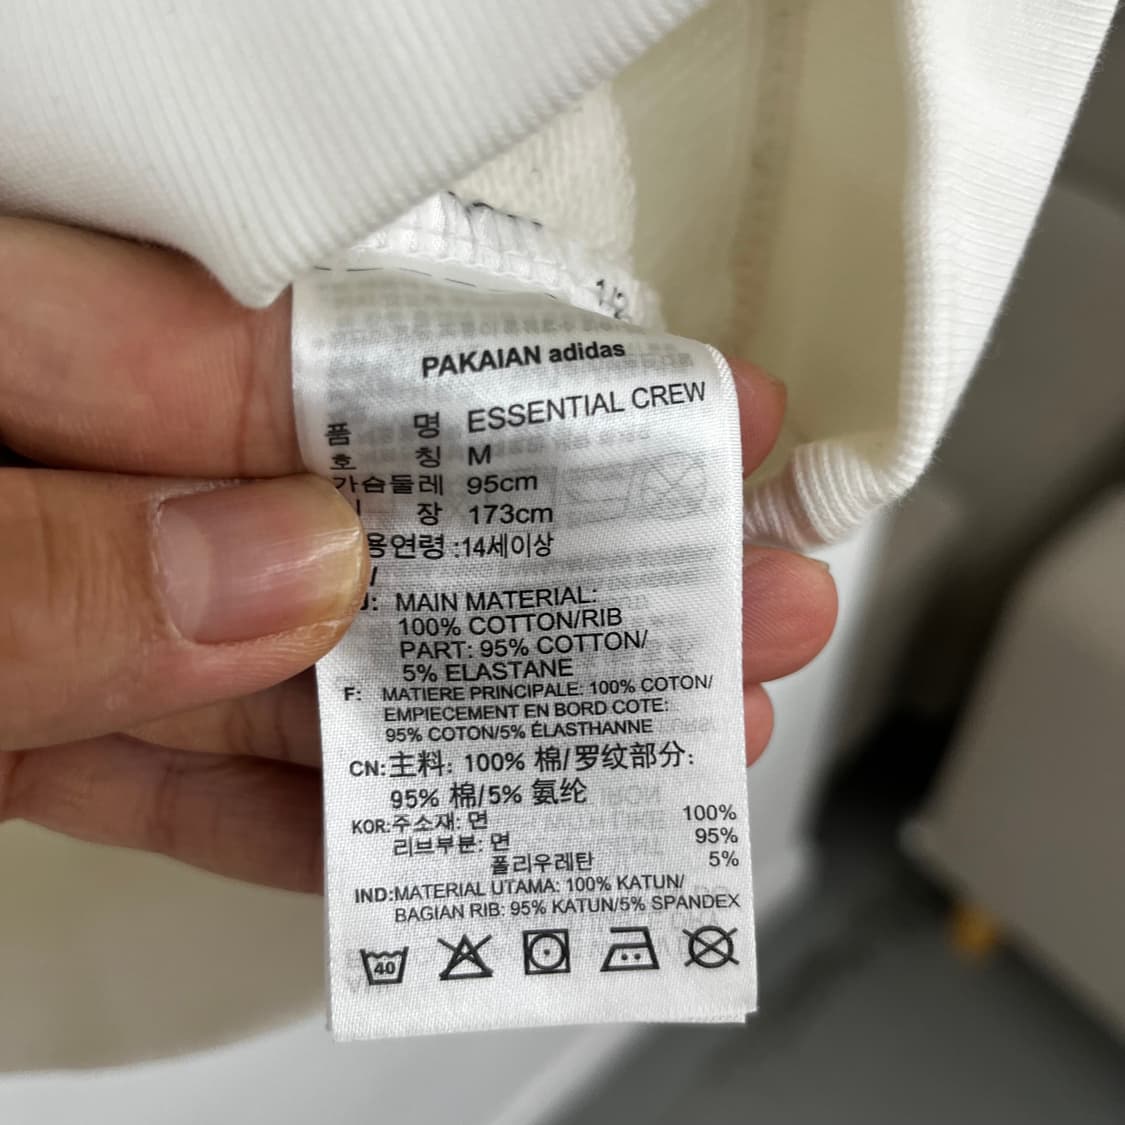 1/2
PAKAIAN adidas
품 명 ESSENTIAL CREW
호 칭 M
가슴둘레 95cm
장 173cm
용연령 :14세이상
MAIN MATERIAL:
100% COTTON/RIB
PART: 95% COTTON/
5% ELASTANE
F: MATIERE PRINCIPALE: 100% COTON/
EMPIECEMENT EN BORD COTE:
95% COTON/5% ÉLASTHANNE
CN:主料: 100% 棉/罗纹部分:
95% 棉/5% 氨纶
KOR:주소재: 면 100%
리브부분: 면 95%
폴리우레탄 5%
IND:MATERIAL UTAMA: 100% KATUN/
BAGIAN RIB: 95% KATUN/5% SPANDEX
40